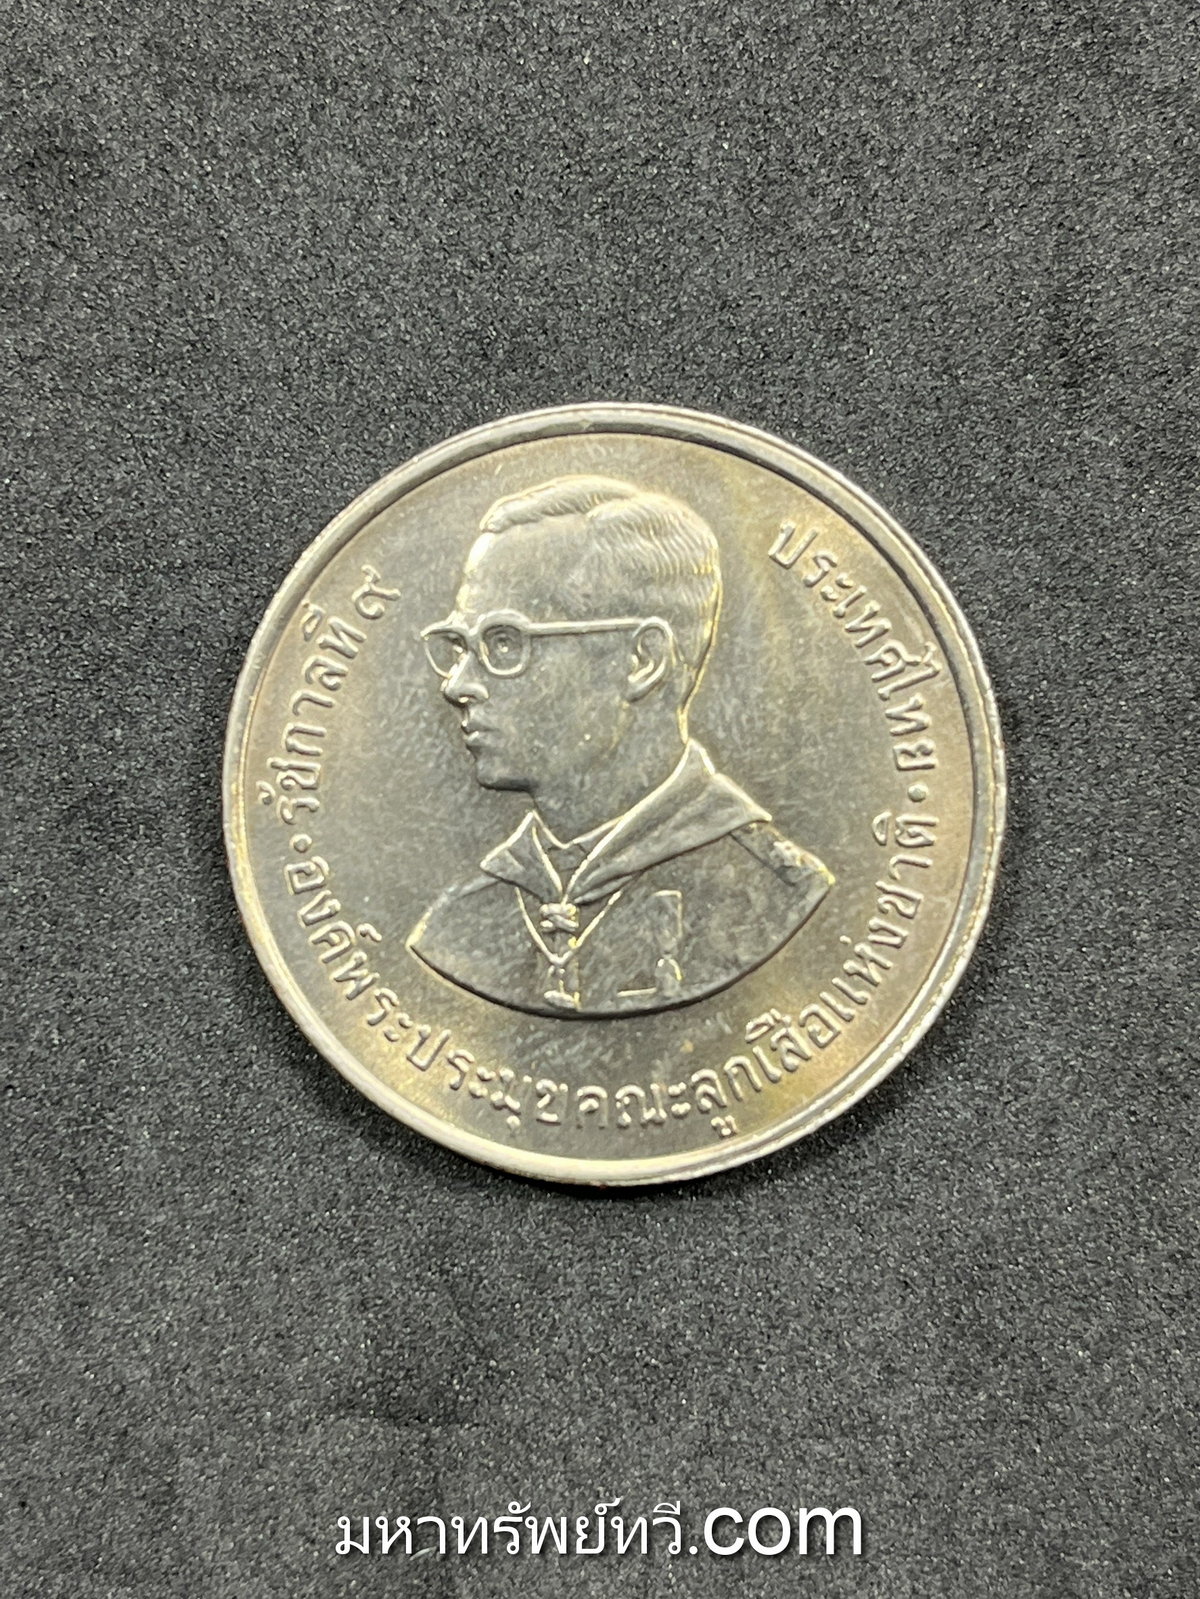 รัชกาลที่ ๙
ประเทศไทย
• องค์พระประมุขคณะลูกเสือแห่งชาติ •
มหาทรัพย์ทวี.com